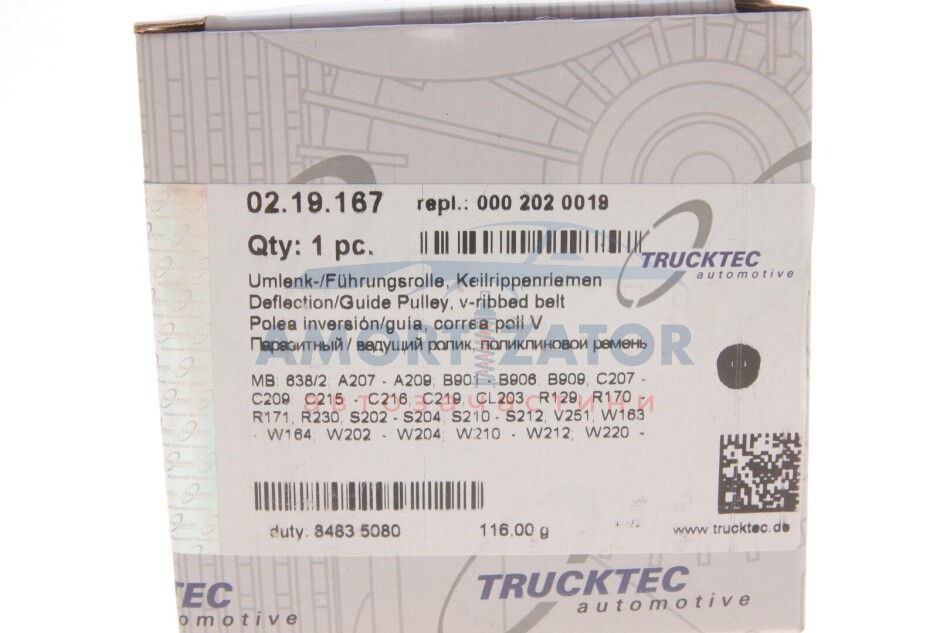 02.19.167 repl.: 000 202 0019
Qty: 1 pc.
TRUCKTEC
automotive
Umlenk-/Führungsrolle, Keilrippenriemen
Deflection/Guide Pulley, v-ribbed belt
Polea inversión/guía, correa poli V
Паразитный / ведущий ролик, поликлиновой ремень
AMORTIZATOR
автозапчастини
MB: 638/2; A207 - A209; B901 - B906; B909; C207 -
C209; C215 - C216; C219; CL203; R129; R170 -
R171; R230; S202 - S204; S210 - S212; V251; W163
- W164; W202 - W204; W210 - W212; W220 -
duty: 8483 5080 116,00 g
www.trucktec.de
TEC
omotive
TRUCKTEC
automotive